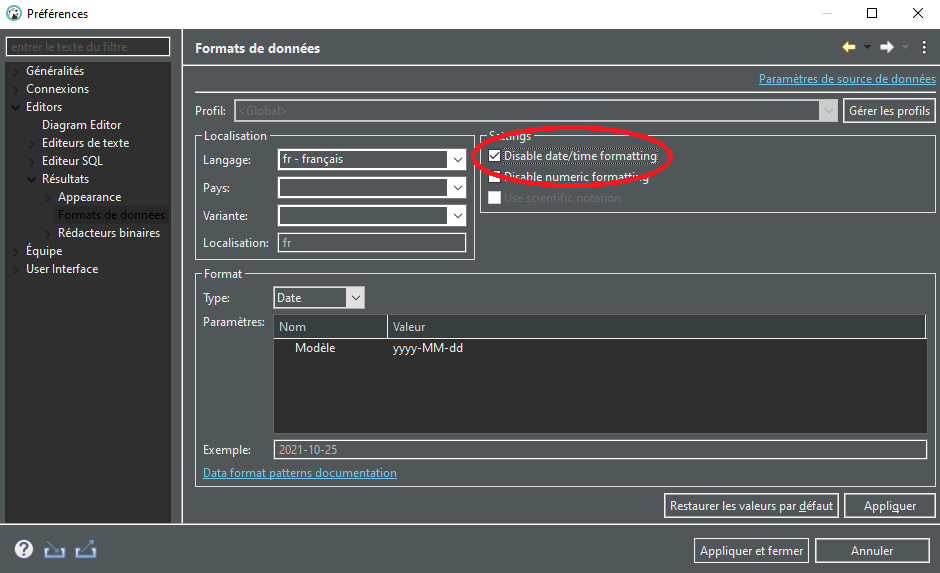 Préférences
entrer le texte du filtre
Généralités
Connexions
Editors
Diagram Editor
Editeurs de texte
Editeur SQL
Résultats
Appearance
Formats de données
Rédacteurs binaires
Équipe
User Interface
Formats de données
Paramètres de source de données
Profil: <Global> Gérer les profils
Localisation
Langage: fr - français
Pays:
Variante:
Localisation: fr
Settings
Disable date/time formatting
Disable numeric formatting
Use scientific notation
Format
Type: Date
Paramètres: Nom Valeur
Modèle yyyy-MM-dd
Exemple: 2021-10-25
Data format patterns documentation
Restaurer les valeurs par défaut Appliquer
? Appliquer et fermer Annuler